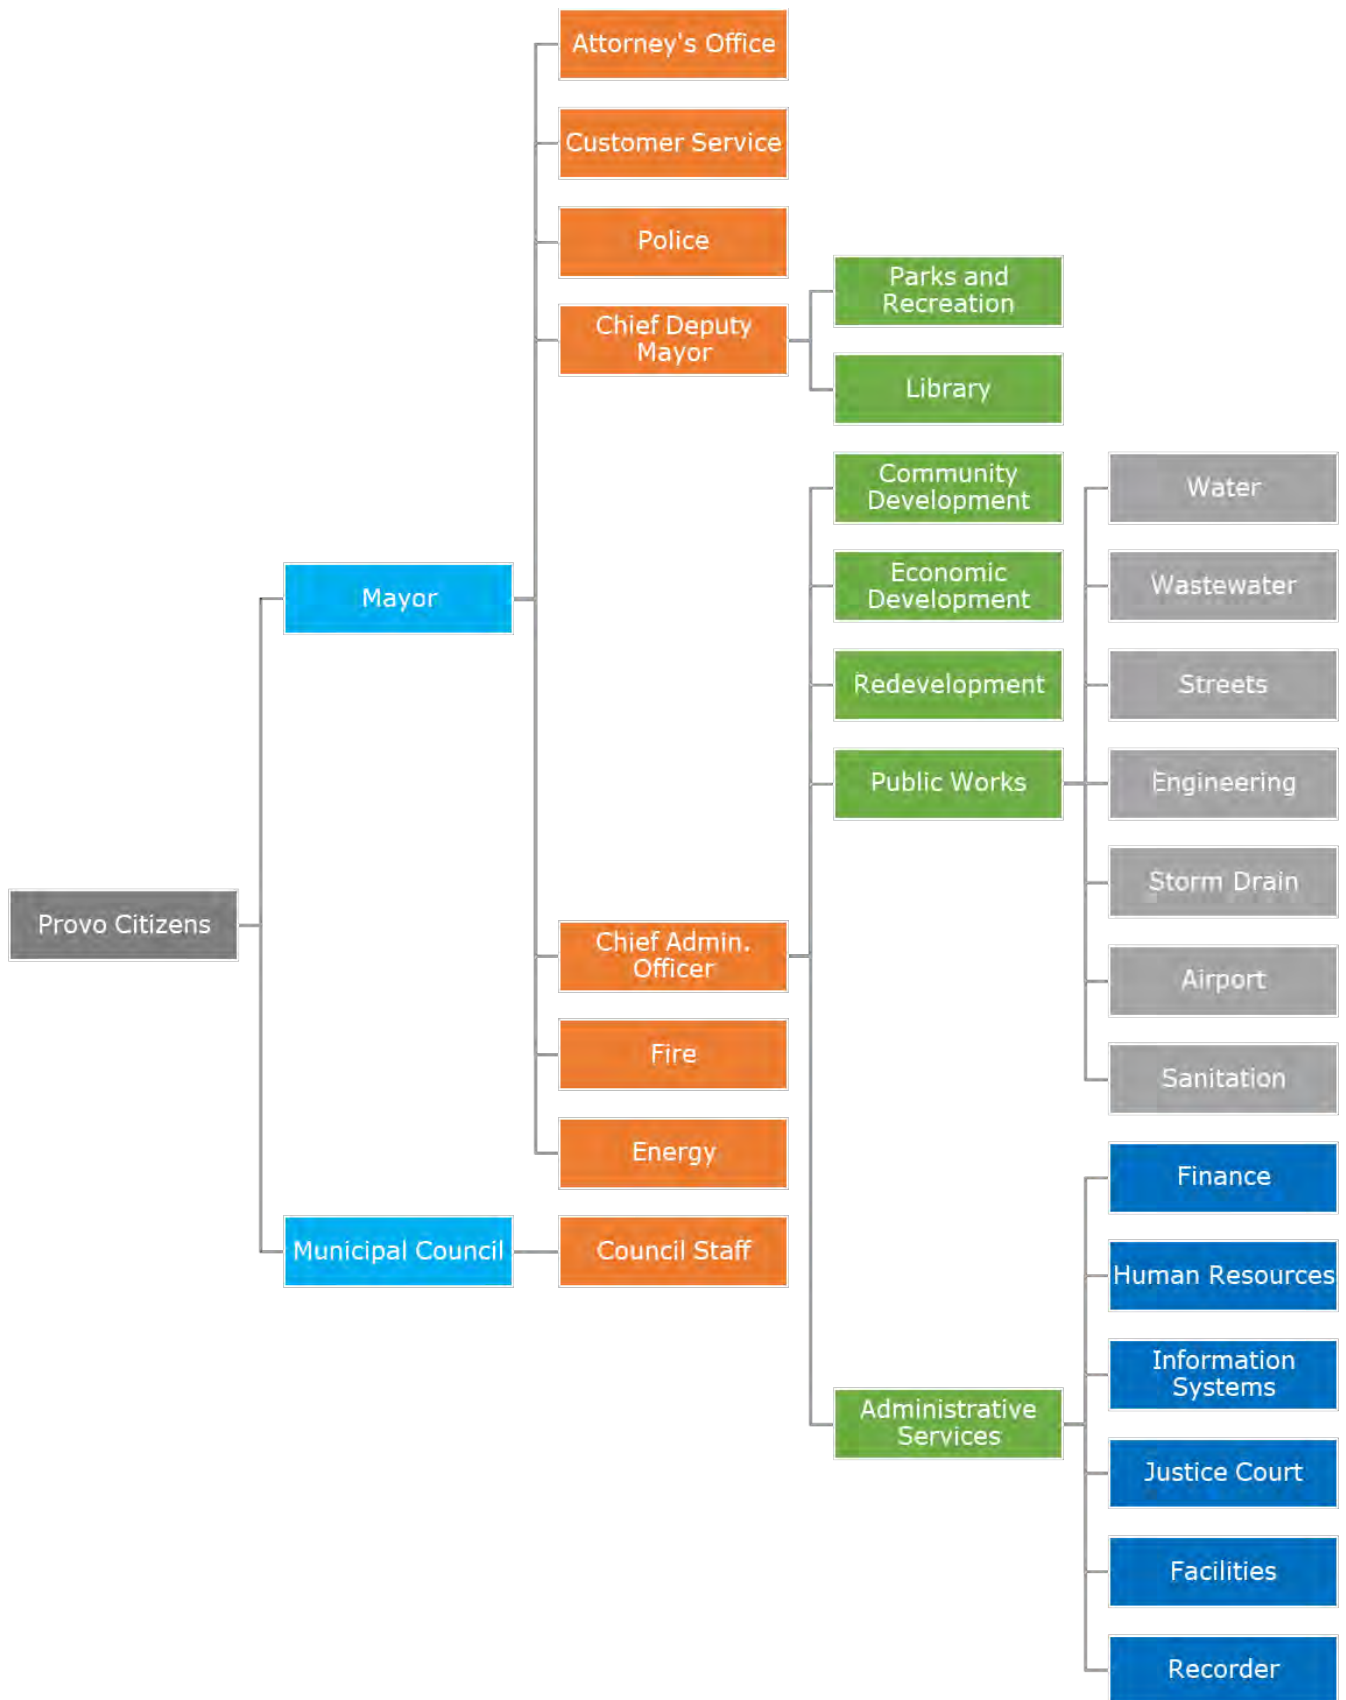 Attorney's Office
Customer Service
Police
Chief Deputy
Mayor
Parks and
Recreation
Library
Community
Development
Economic
Development
Redevelopment
Public Works
Water
Wastewater
Streets
Engineering
Storm Drain
Airport
Sanitation
Mayor
Provo Citizens
Chief Admin.
Officer
Fire
Energy
Municipal Council
Council Staff
Administrative
Services
Finance
Human Resources
Information
Systems
Justice Court
Facilities
Recorder